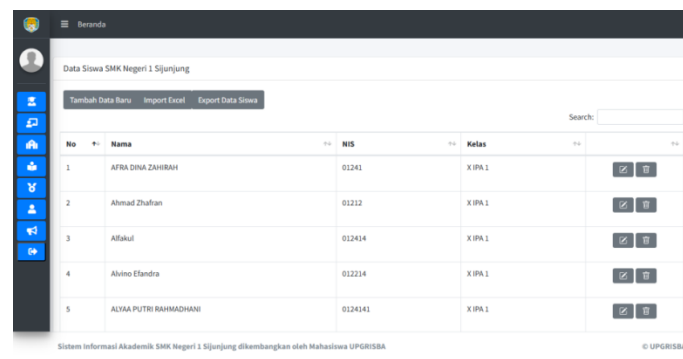 Beranda
Data Siswa SMK Negeri 1 Sijunjung
Tambah Data Baru Import Excel Export Data Siswa
Search:
No Nama NIS Kelas
1 AFRA DINA ZAHIRAH 01241 X IPA 1
2 Ahmad Zhafran 01212 X IPA 1
3 Alfakul 012414 X IPA 1
4 Alvino Efandra 012214 X IPA 1
5 ALYAA PUTRI RAHMADHANI 0124141 X IPA 1
Sistem Informasi Akademik SMK Negeri 1 Sijunjung dikembangkan oleh Mahasiswa UPGRISBA © UPGRISBA